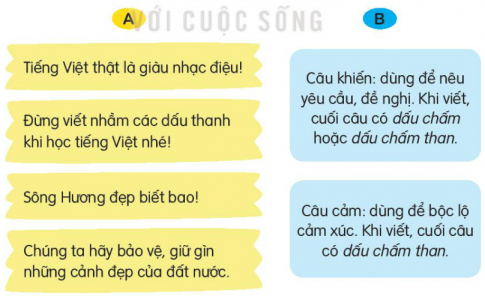 VỚI CUỘC SỐNG
A
B
Tiếng Việt thật là giàu nhạc điệu!
Đừng viết nhầm các dấu thanh
khi học tiếng Việt nhé!
Sông Hương đẹp biết bao!
Chúng ta hãy bảo vệ, giữ gìn
những cảnh đẹp của đất nước.
Câu khiến: dùng để nêu
yêu cầu, đề nghị. Khi viết,
cuối câu có dấu chấm
hoặc dấu chấm than.
Câu cảm: dùng để bộc lộ
cảm xúc. Khi viết, cuối câu
có dấu chấm than.